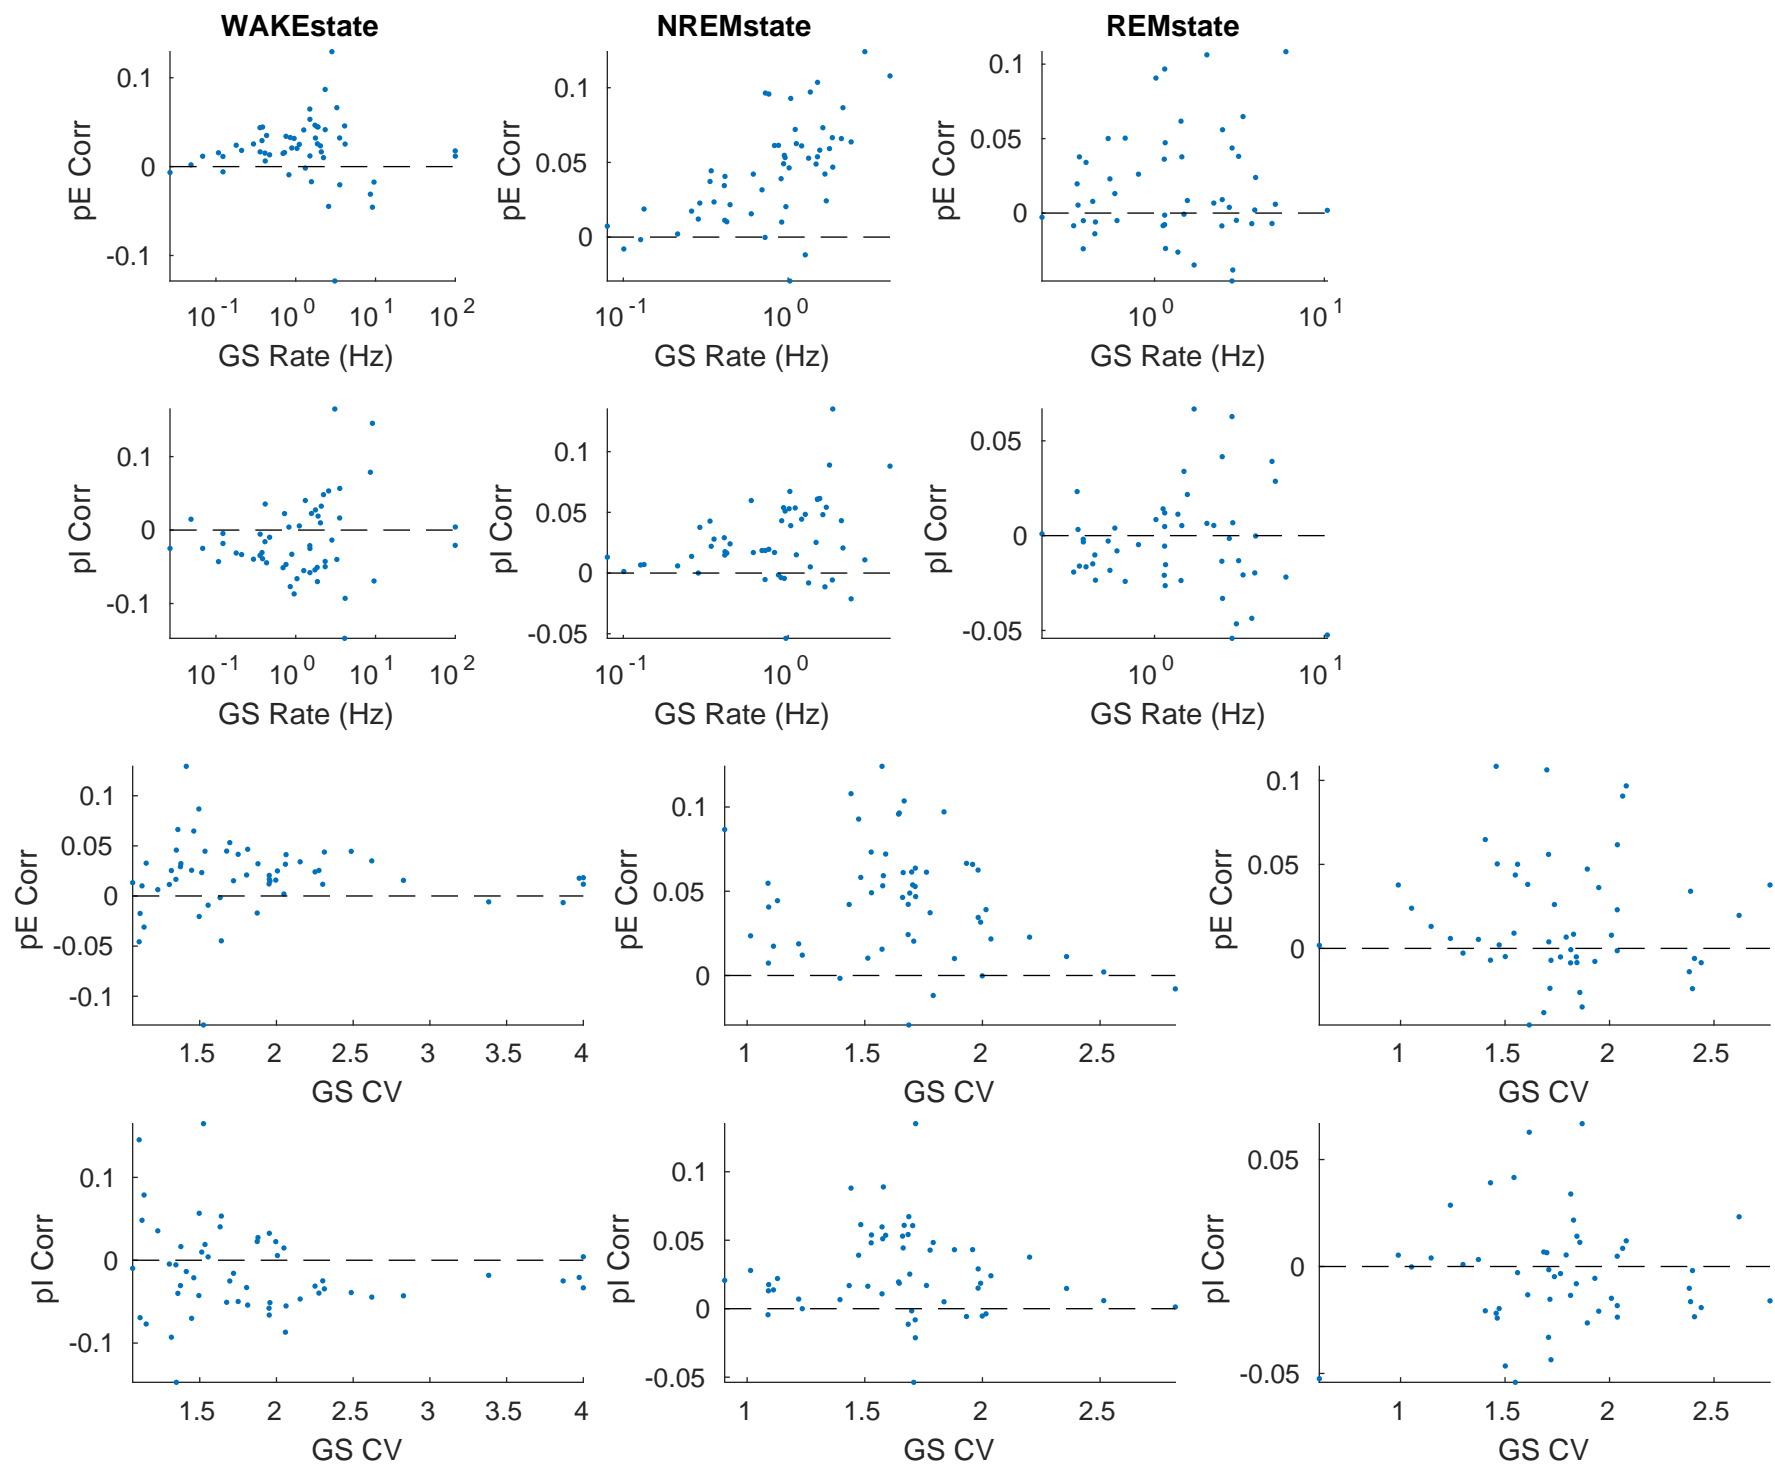 WAKEstate NREMstate REMstate
0.1 0 -0.1 pE Corr 10^-1 10^0 10^1 10^2 GS Rate (Hz)
0.1 0.05 0 pE Corr 10^-1 10^0 GS Rate (Hz)
0.1 0.05 0 pE Corr 10^0 10^1 GS Rate (Hz)
0.1 0 -0.1 pI Corr 10^-1 10^0 10^1 10^2 GS Rate (Hz)
0.1 0.05 0 -0.05 pI Corr 10^-1 10^0 GS Rate (Hz)
0.05 0 -0.05 pI Corr 10^0 10^1 GS Rate (Hz)
0.1 0.05 0 -0.05 -0.1 pE Corr 1.5 2 2.5 3 3.5 4 GS CV
0.1 0.05 0 pE Corr 1 1.5 2 2.5 GS CV
0.1 0.05 0 pE Corr 1 1.5 2 2.5 GS CV
0.1 0 -0.1 pI Corr 1.5 2 2.5 3 3.5 4 GS CV
0.1 0.05 0 -0.05 pI Corr 1 1.5 2 2.5 GS CV
0.05 0 -0.05 pI Corr 1 1.5 2 2.5 GS CV